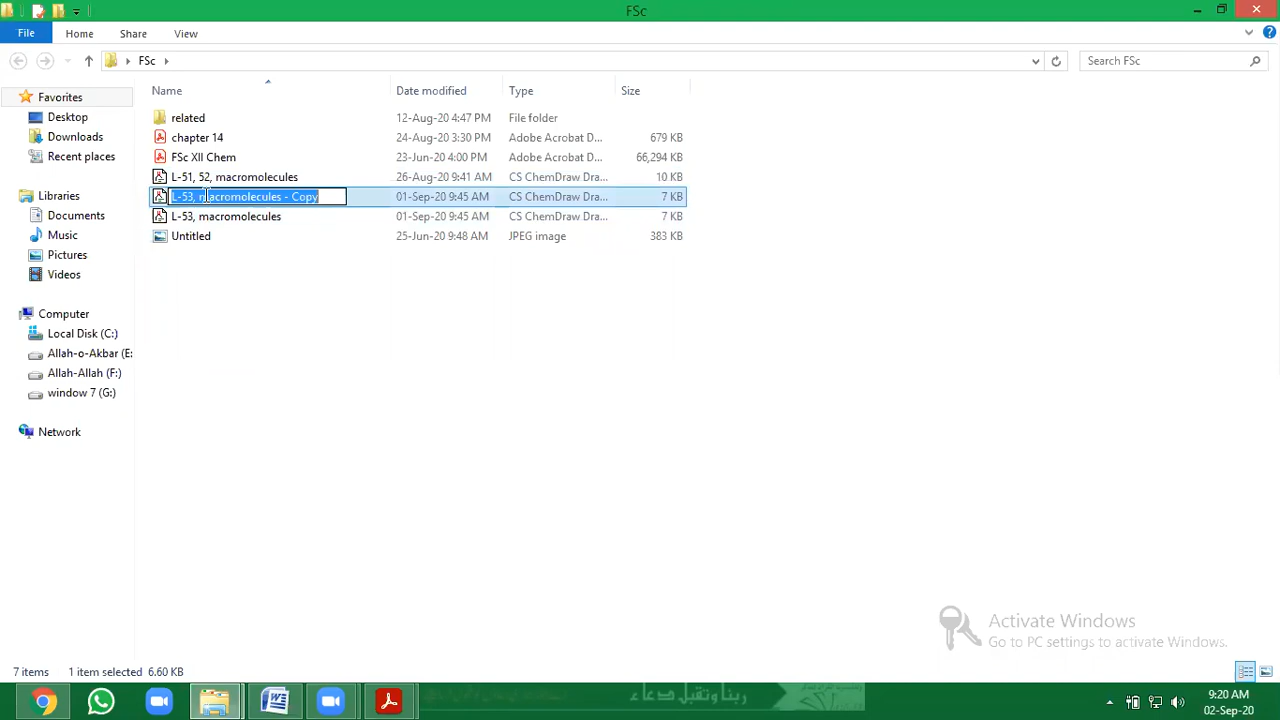 FSc
File Home Share View
FSc
Search FSc
Name Date modified Type Size
Favorites
Desktop
Downloads
Recent places
Libraries
Documents
Music
Pictures
Videos
Computer
Local Disk (C:)
Allah-o-Akbar (E:
Allah-Allah (F:)
window 7 (G:)
Network
related 12-Aug-20 4:47 PM File folder
chapter 14 24-Aug-20 3:30 PM Adobe Acrobat D... 679 KB
FSc XII Chem 23-Jun-20 4:00 PM Adobe Acrobat D... 66,294 KB
L-51, 52, macromolecules 26-Aug-20 9:41 AM CS ChemDraw Dra... 10 KB
L-53, macromolecules - Copy 01-Sep-20 9:45 AM CS ChemDraw Dra... 7 KB
L-53, macromolecules 01-Sep-20 9:45 AM CS ChemDraw Dra... 7 KB
Untitled 25-Jun-20 9:48 AM JPEG image 383 KB
Activate Windows
Go to PC settings to activate Windows.
7 items 1 item selected 6.60 KB
ربنا وتقبل دعاء
9:20 AM
02-Sep-20